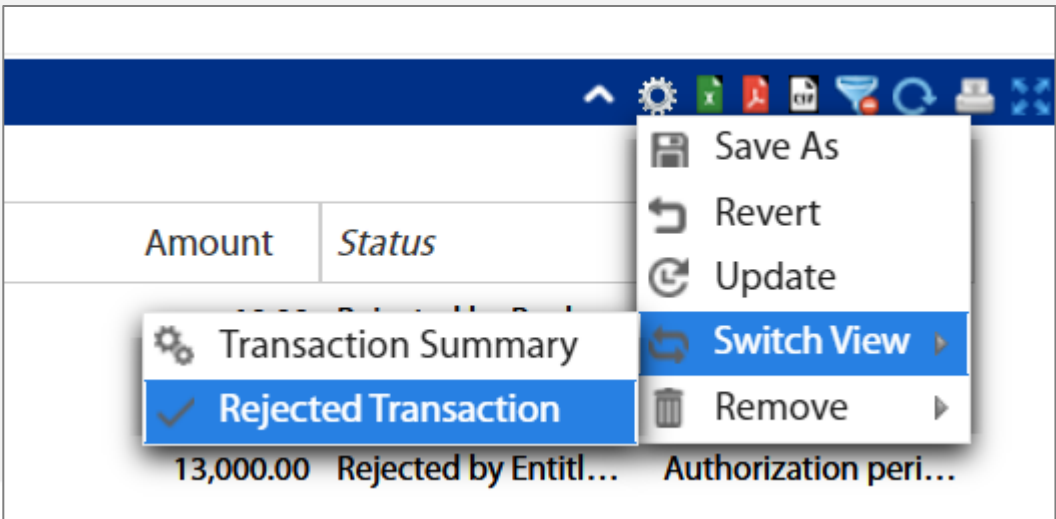 Save As
Amount
Status
Revert
Update
Transaction Summary
Switch View
Rejected Transaction
Remove
13,000.00 Rejected by Entitl… Authorization peri…